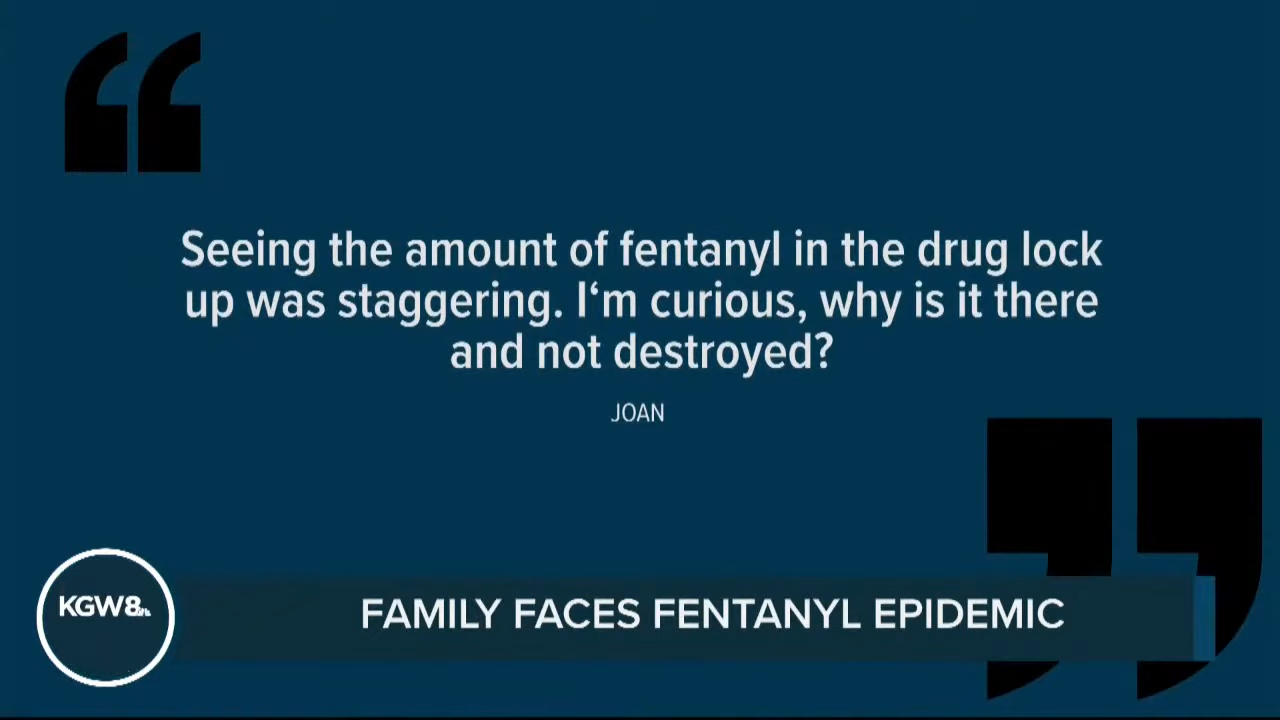 Seeing the amount of fentanyl in the drug lock
up was staggering. I‘m curious, why is it there
and not destroyed?
JOAN
KGW8
FAMILY FACES FENTANYL EPIDEMIC